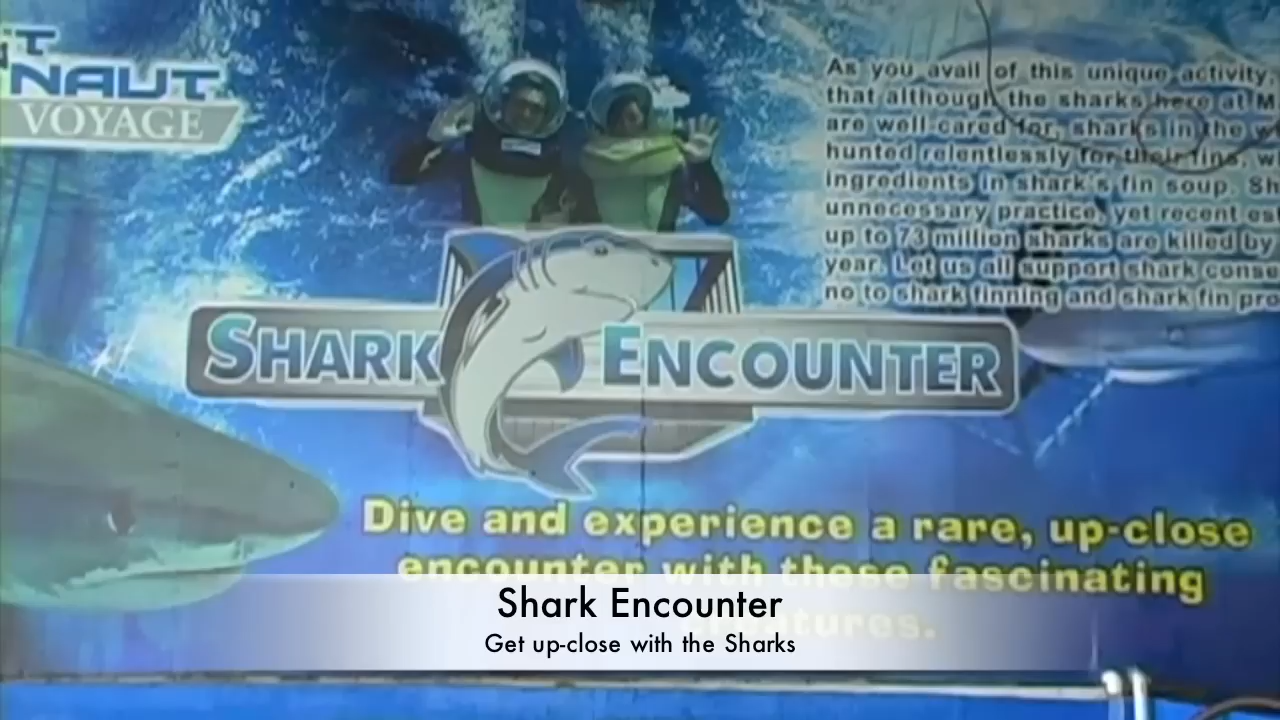 NAUT
VOYAGE
As you avail of this unique activity,
that although the sharks here at M
are well-cared for, sharks in the w
hunted relentlessly for their fins, w
ingredients in shark's fin soup. Sh
unnecessary practice, yet recent es
up to 73 million sharks are killed by
year. Let us all support shark conse
no to shark finning and shark fin pro
SHARK ENCOUNTER
Dive and experience a rare, up-close
encounter with these fascinating
Shark Encounter
Get up-close with the Sharks